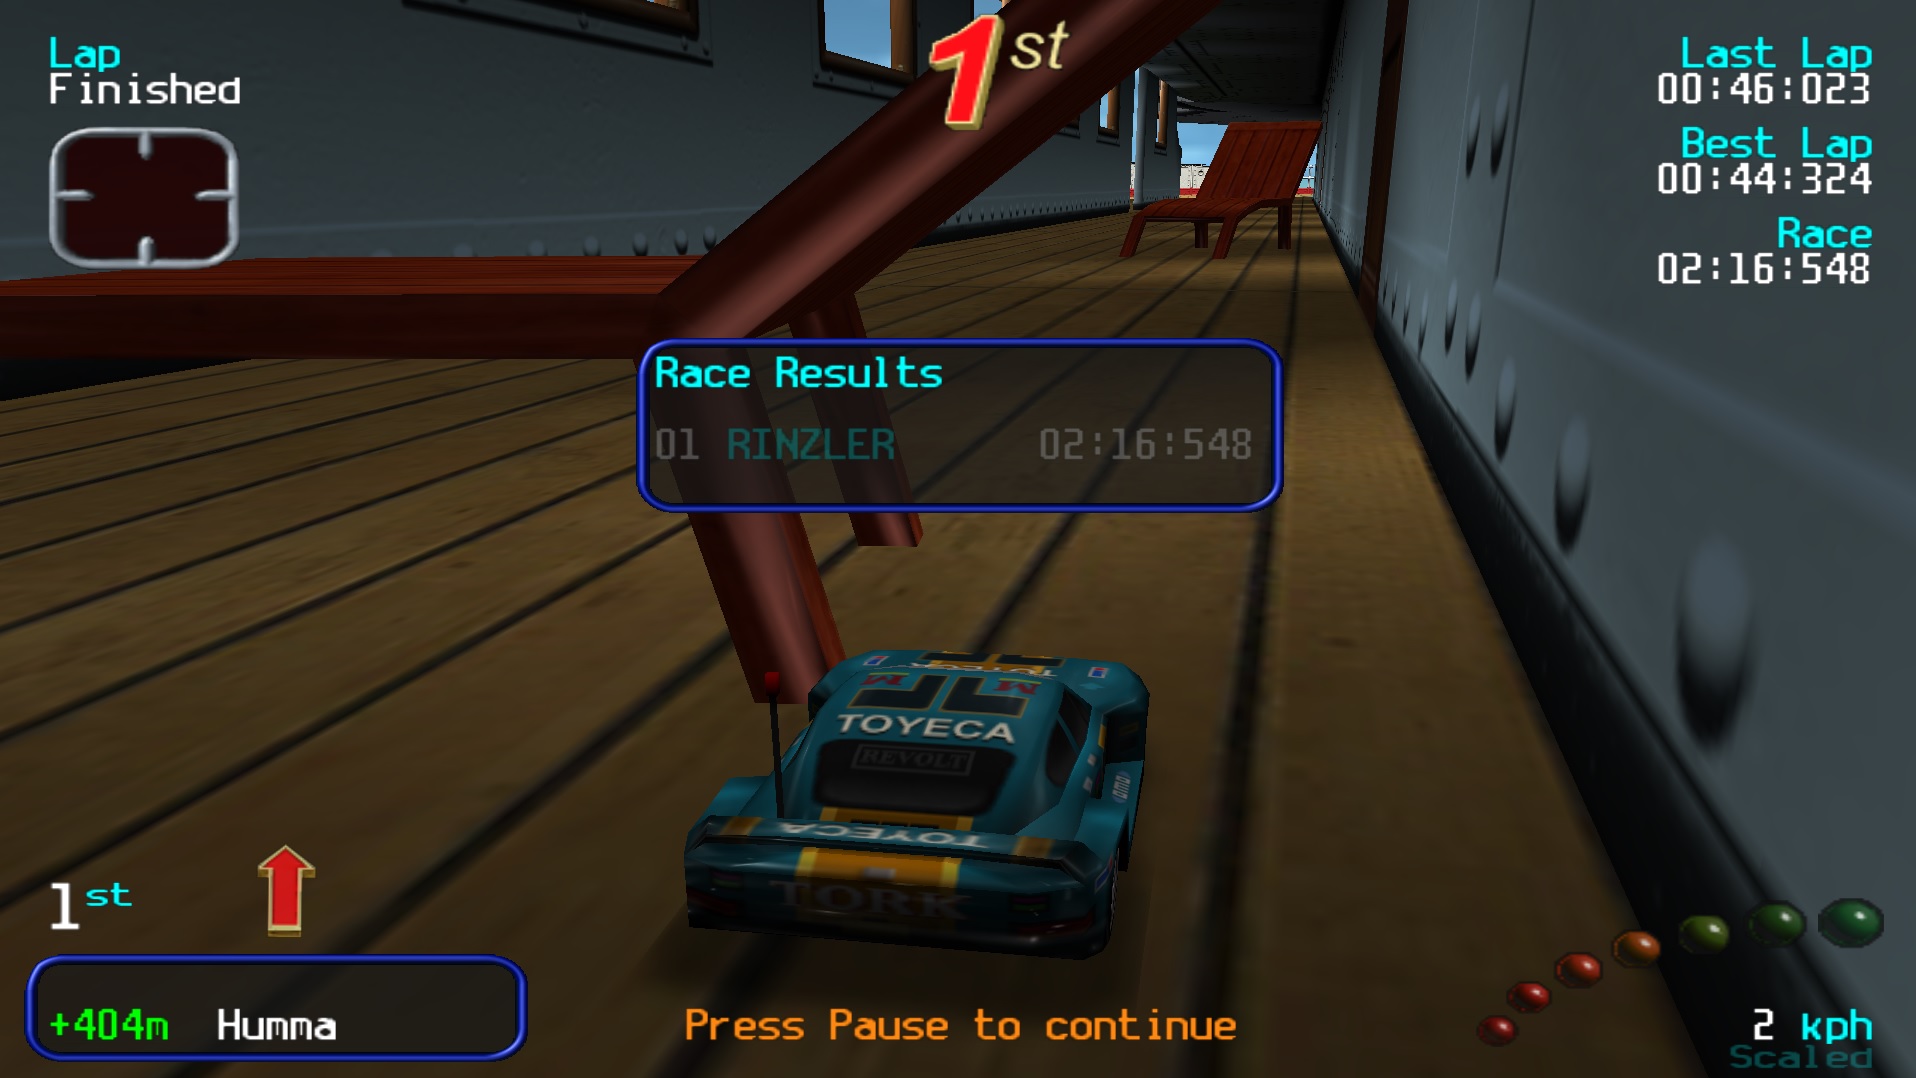 Lap
Finished
1st
Last Lap
00:46:023
Best Lap
00:44:324
Race
02:16:548
Race Results
01 RINZLER 02:16:548
TOYECA
M M
TOYECA
REVOLT
TOYECA
TORK
1st
+404m Humma
Press Pause to continue
2 kph
Scaled